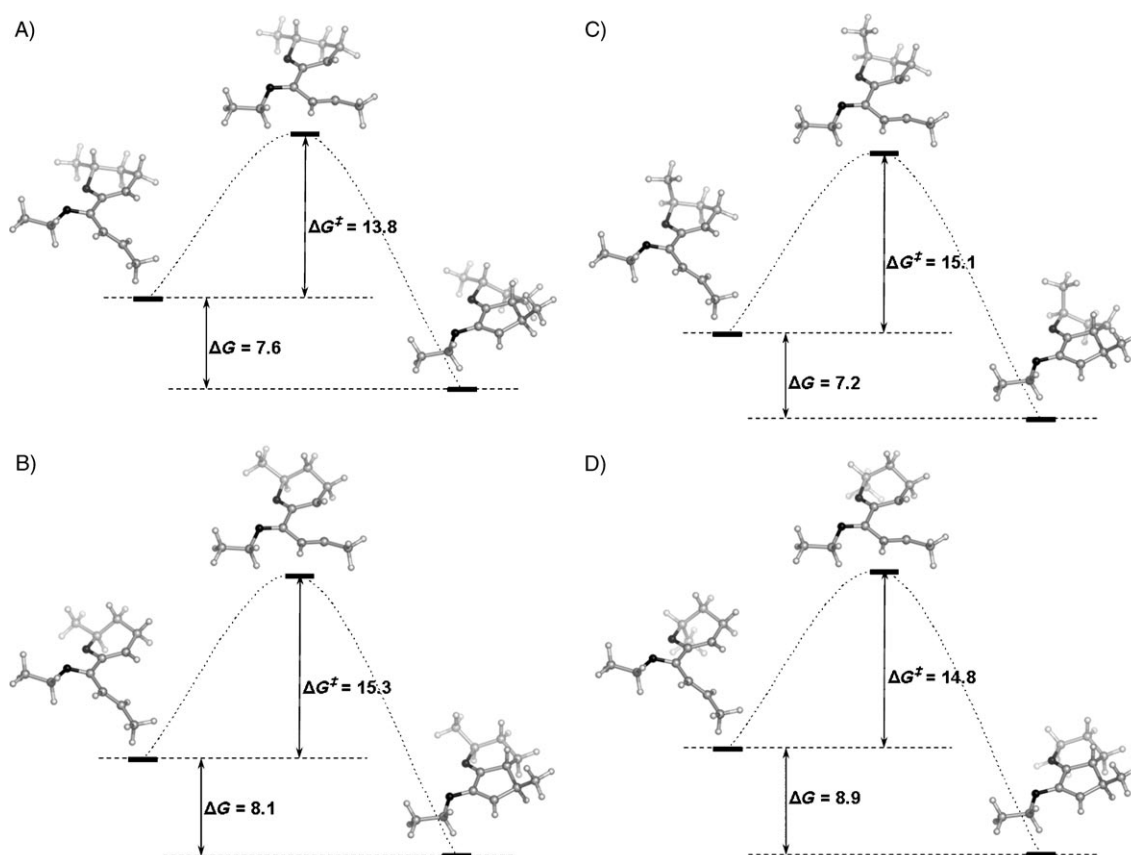 A)
ΔG‡ = 13.8
ΔG = 7.6
B)
ΔG‡ = 15.3
ΔG = 8.1
C)
ΔG‡ = 15.1
ΔG = 7.2
D)
ΔG‡ = 14.8
ΔG = 8.9